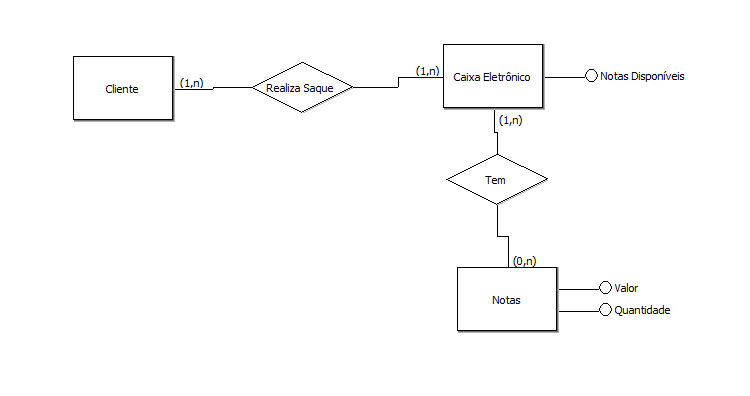 Cliente
(1,n)
Realiza Saque
(1,n)
Caixa Eletrônico
Notas Disponíveis
(1,n)
Tem
(0,n)
Notas
Valor
Quantidade